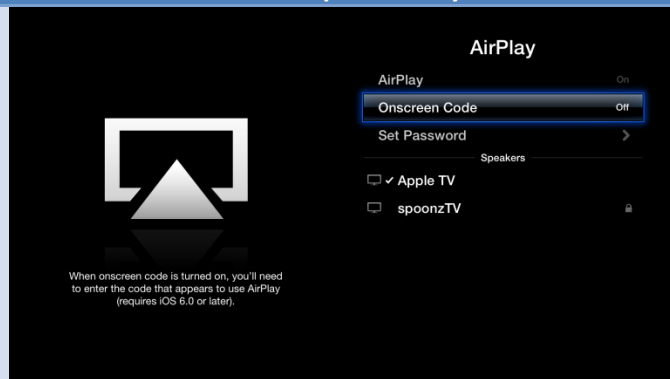 AirPlay
AirPlay On
Onscreen Code Off
Set Password
Speakers
✓ Apple TV
spoonzTV
When onscreen code is turned on, you'll need
to enter the code that appears to use AirPlay
(requires iOS 6.0 or later).